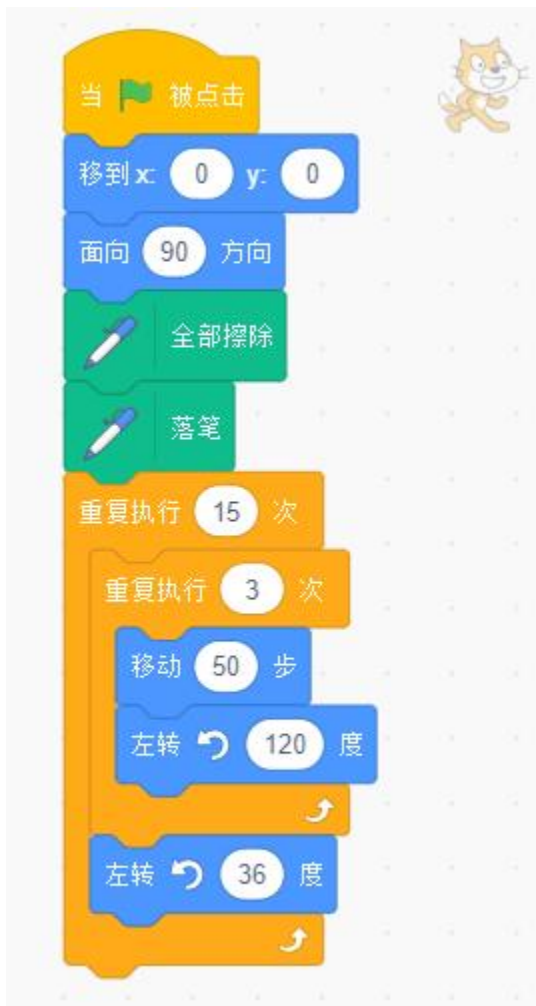 当 被点击
移到 x: 0 y: 0
面向 90 方向
全部擦除
落笔
重复执行 15 次
重复执行 3 次
移动 50 步
左转 120 度
左转 36 度